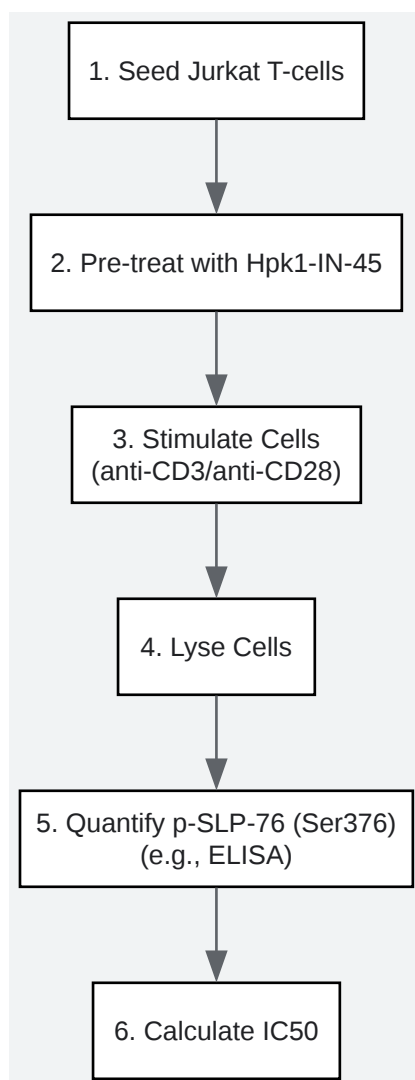 1. Seed Jurkat T-cells
2. Pre-treat with Hpk1-IN-45
3. Stimulate Cells
(anti-CD3/anti-CD28)
4. Lyse Cells
5. Quantify p-SLP-76 (Ser376)
(e.g., ELISA)
6. Calculate IC50